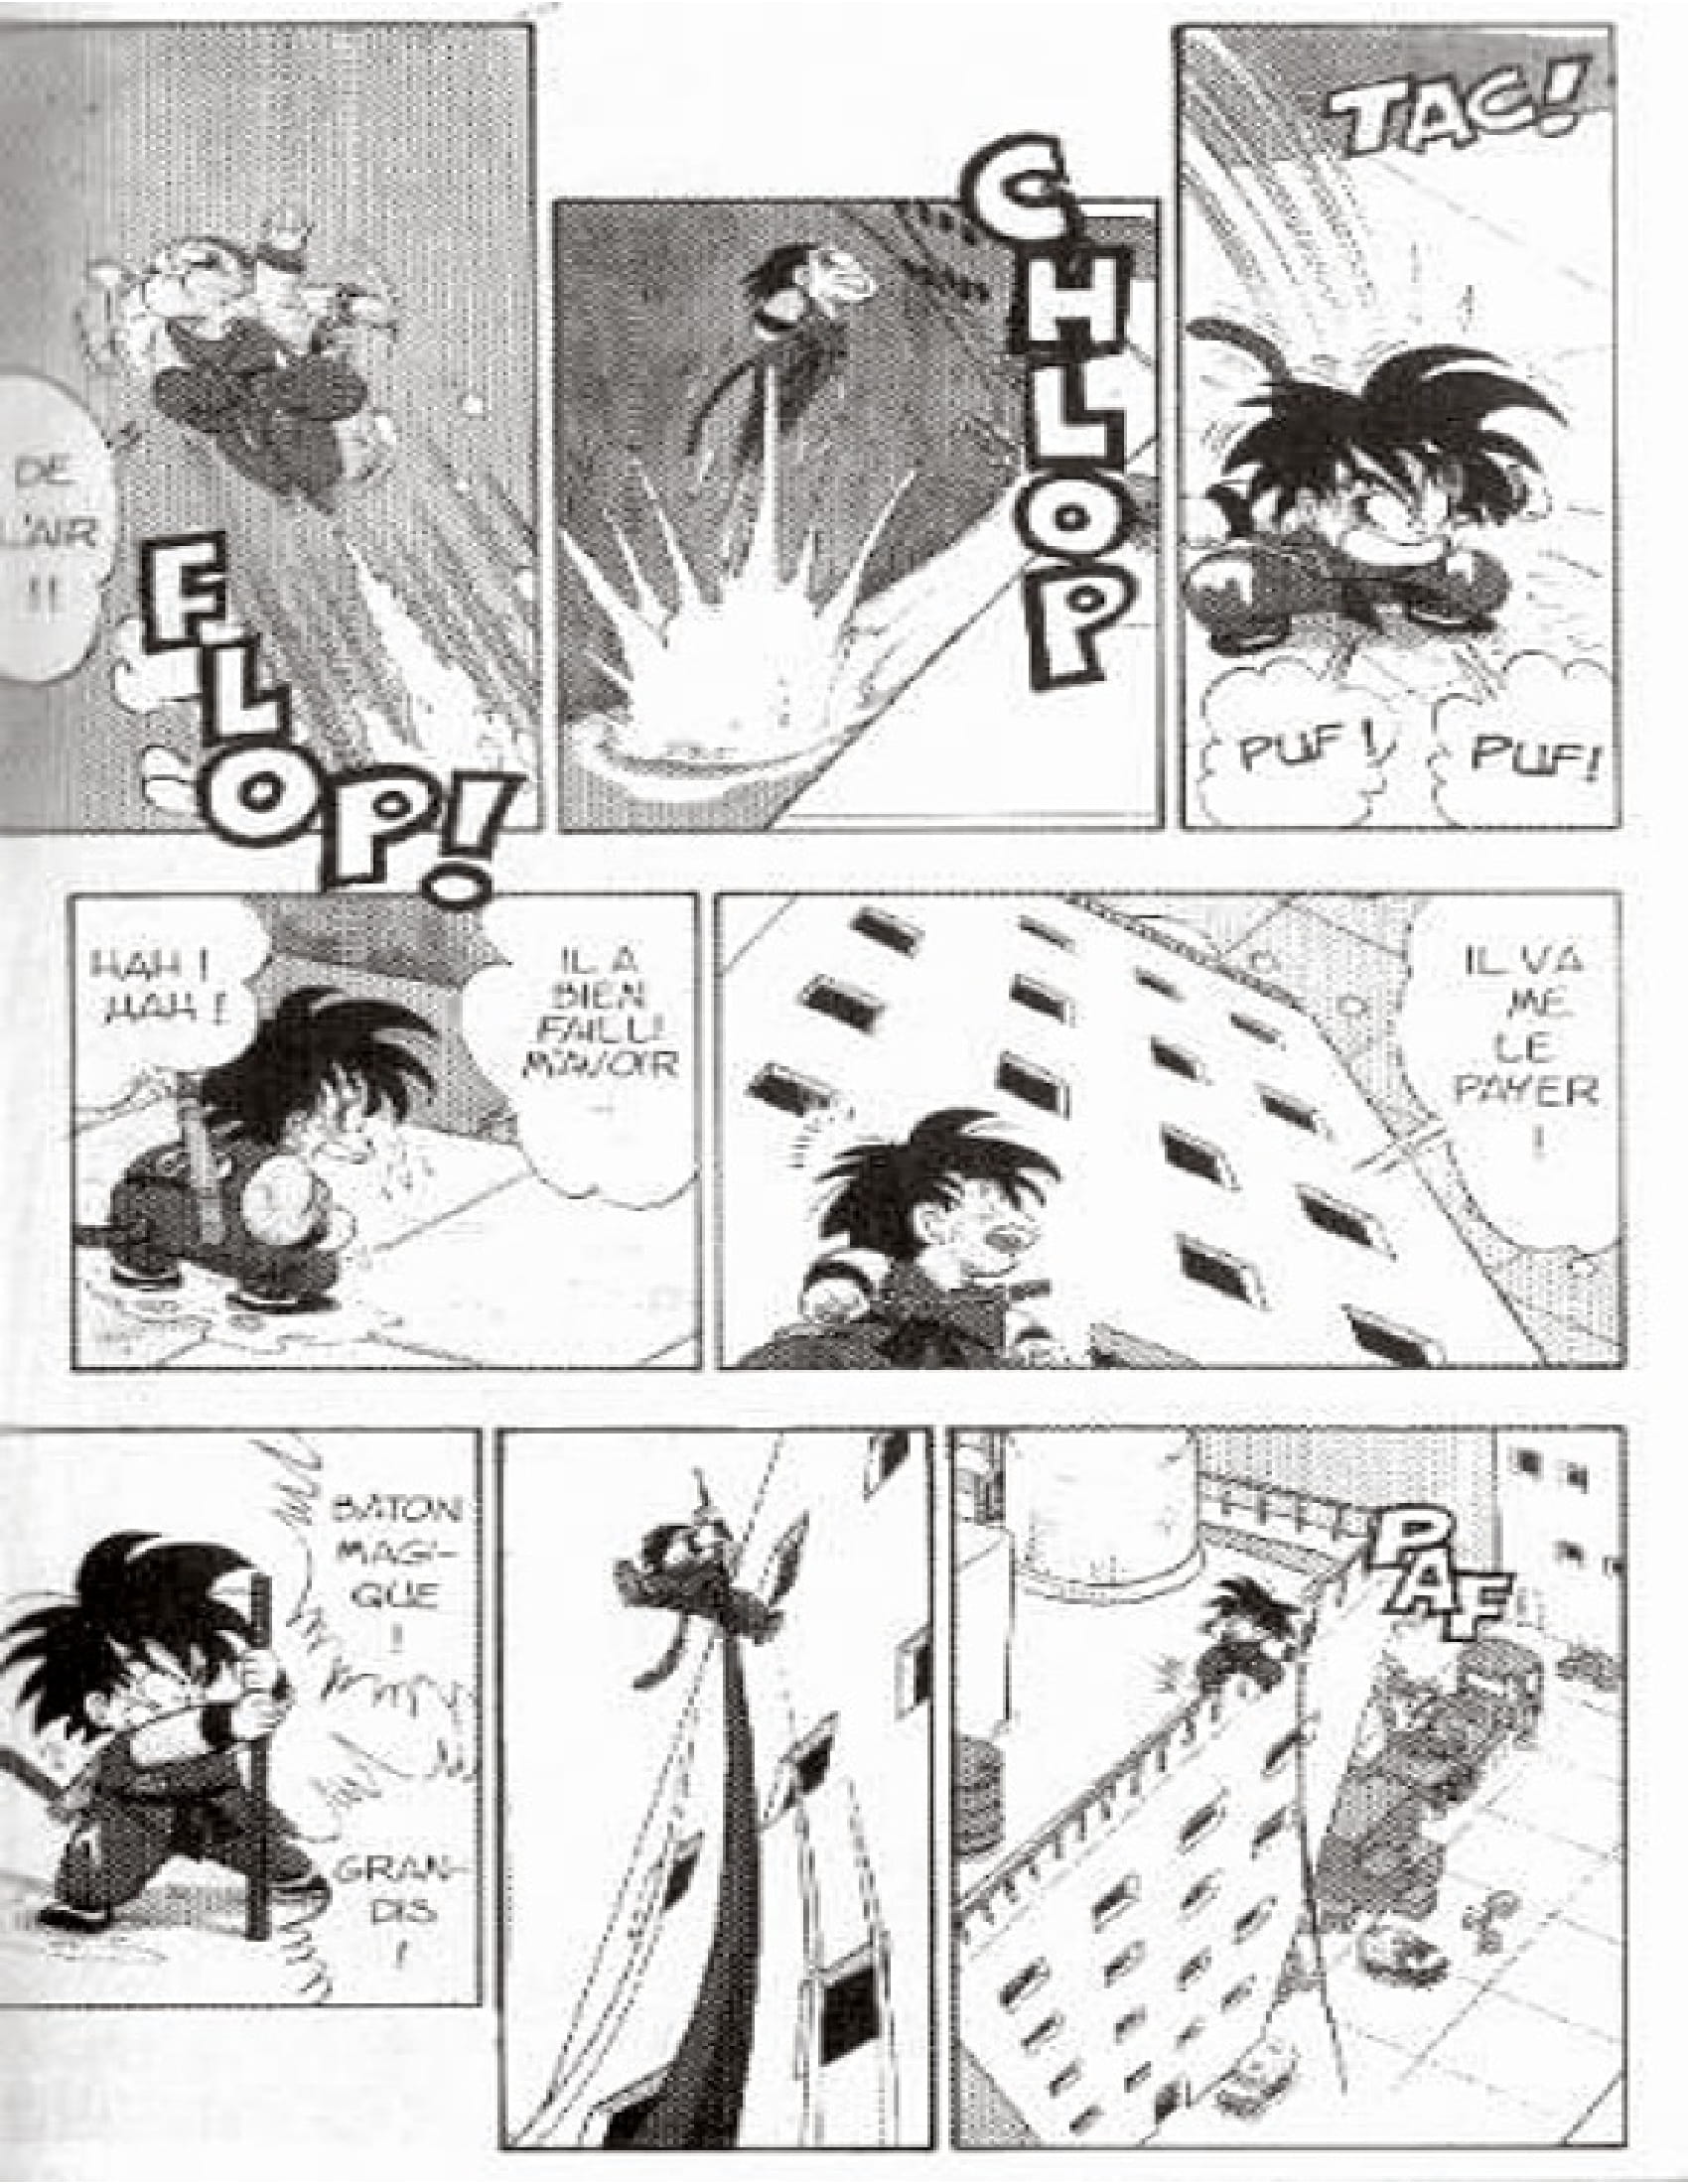 DE
L'AIR
!!
FLOP!
CHLOP
TAC!
PUF!
PUF!
HAH!
HAH!
IL A
BIEN
FAILLI
M'AVOIR
...
IL VA
ME
LE
PAYER
!
BÂTON
MAGI-
QUE
!
GRAN-
DIS
!
PAF